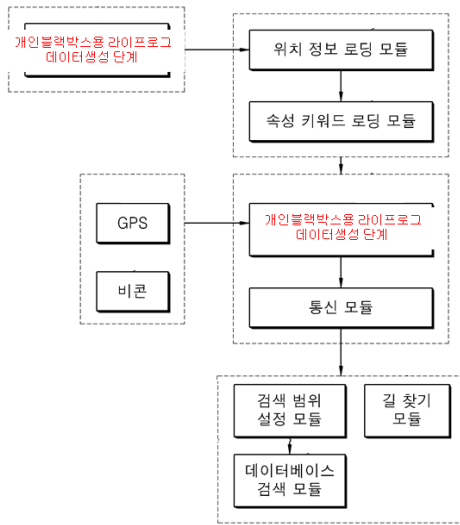 개인블랙박스용 라이프로그
데이터생성 단계
위치 정보 로딩 모듈
속성 키워드 로딩 모듈
GPS
비콘
개인블랙박스용 라이프로그
데이터생성 단계
통신 모듈
검색 범위
설정 모듈
길 찾기
모듈
데이터베이스
검색 모듈